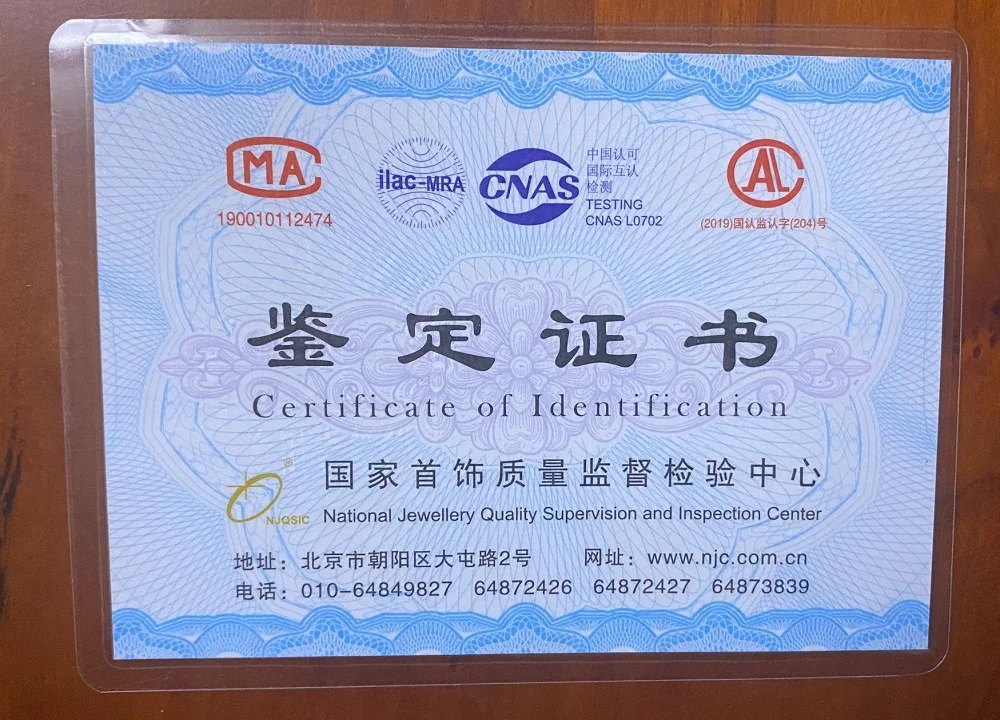 CMA
190010112474
ilac-MRA
CNAS
中国认可
国际互认
检测
TESTING
CNAS L0702
CAL
(2019)国认监认字(204)号
鉴定证书
Certificate of Identification
NJQSIC ®
国家首饰质量监督检验中心
National Jewellery Quality Supervision and Inspection Center
地址：北京市朝阳区大屯路2号 网址：www.njc.com.cn
电话：010-64849827 64872426 64872427 64873839